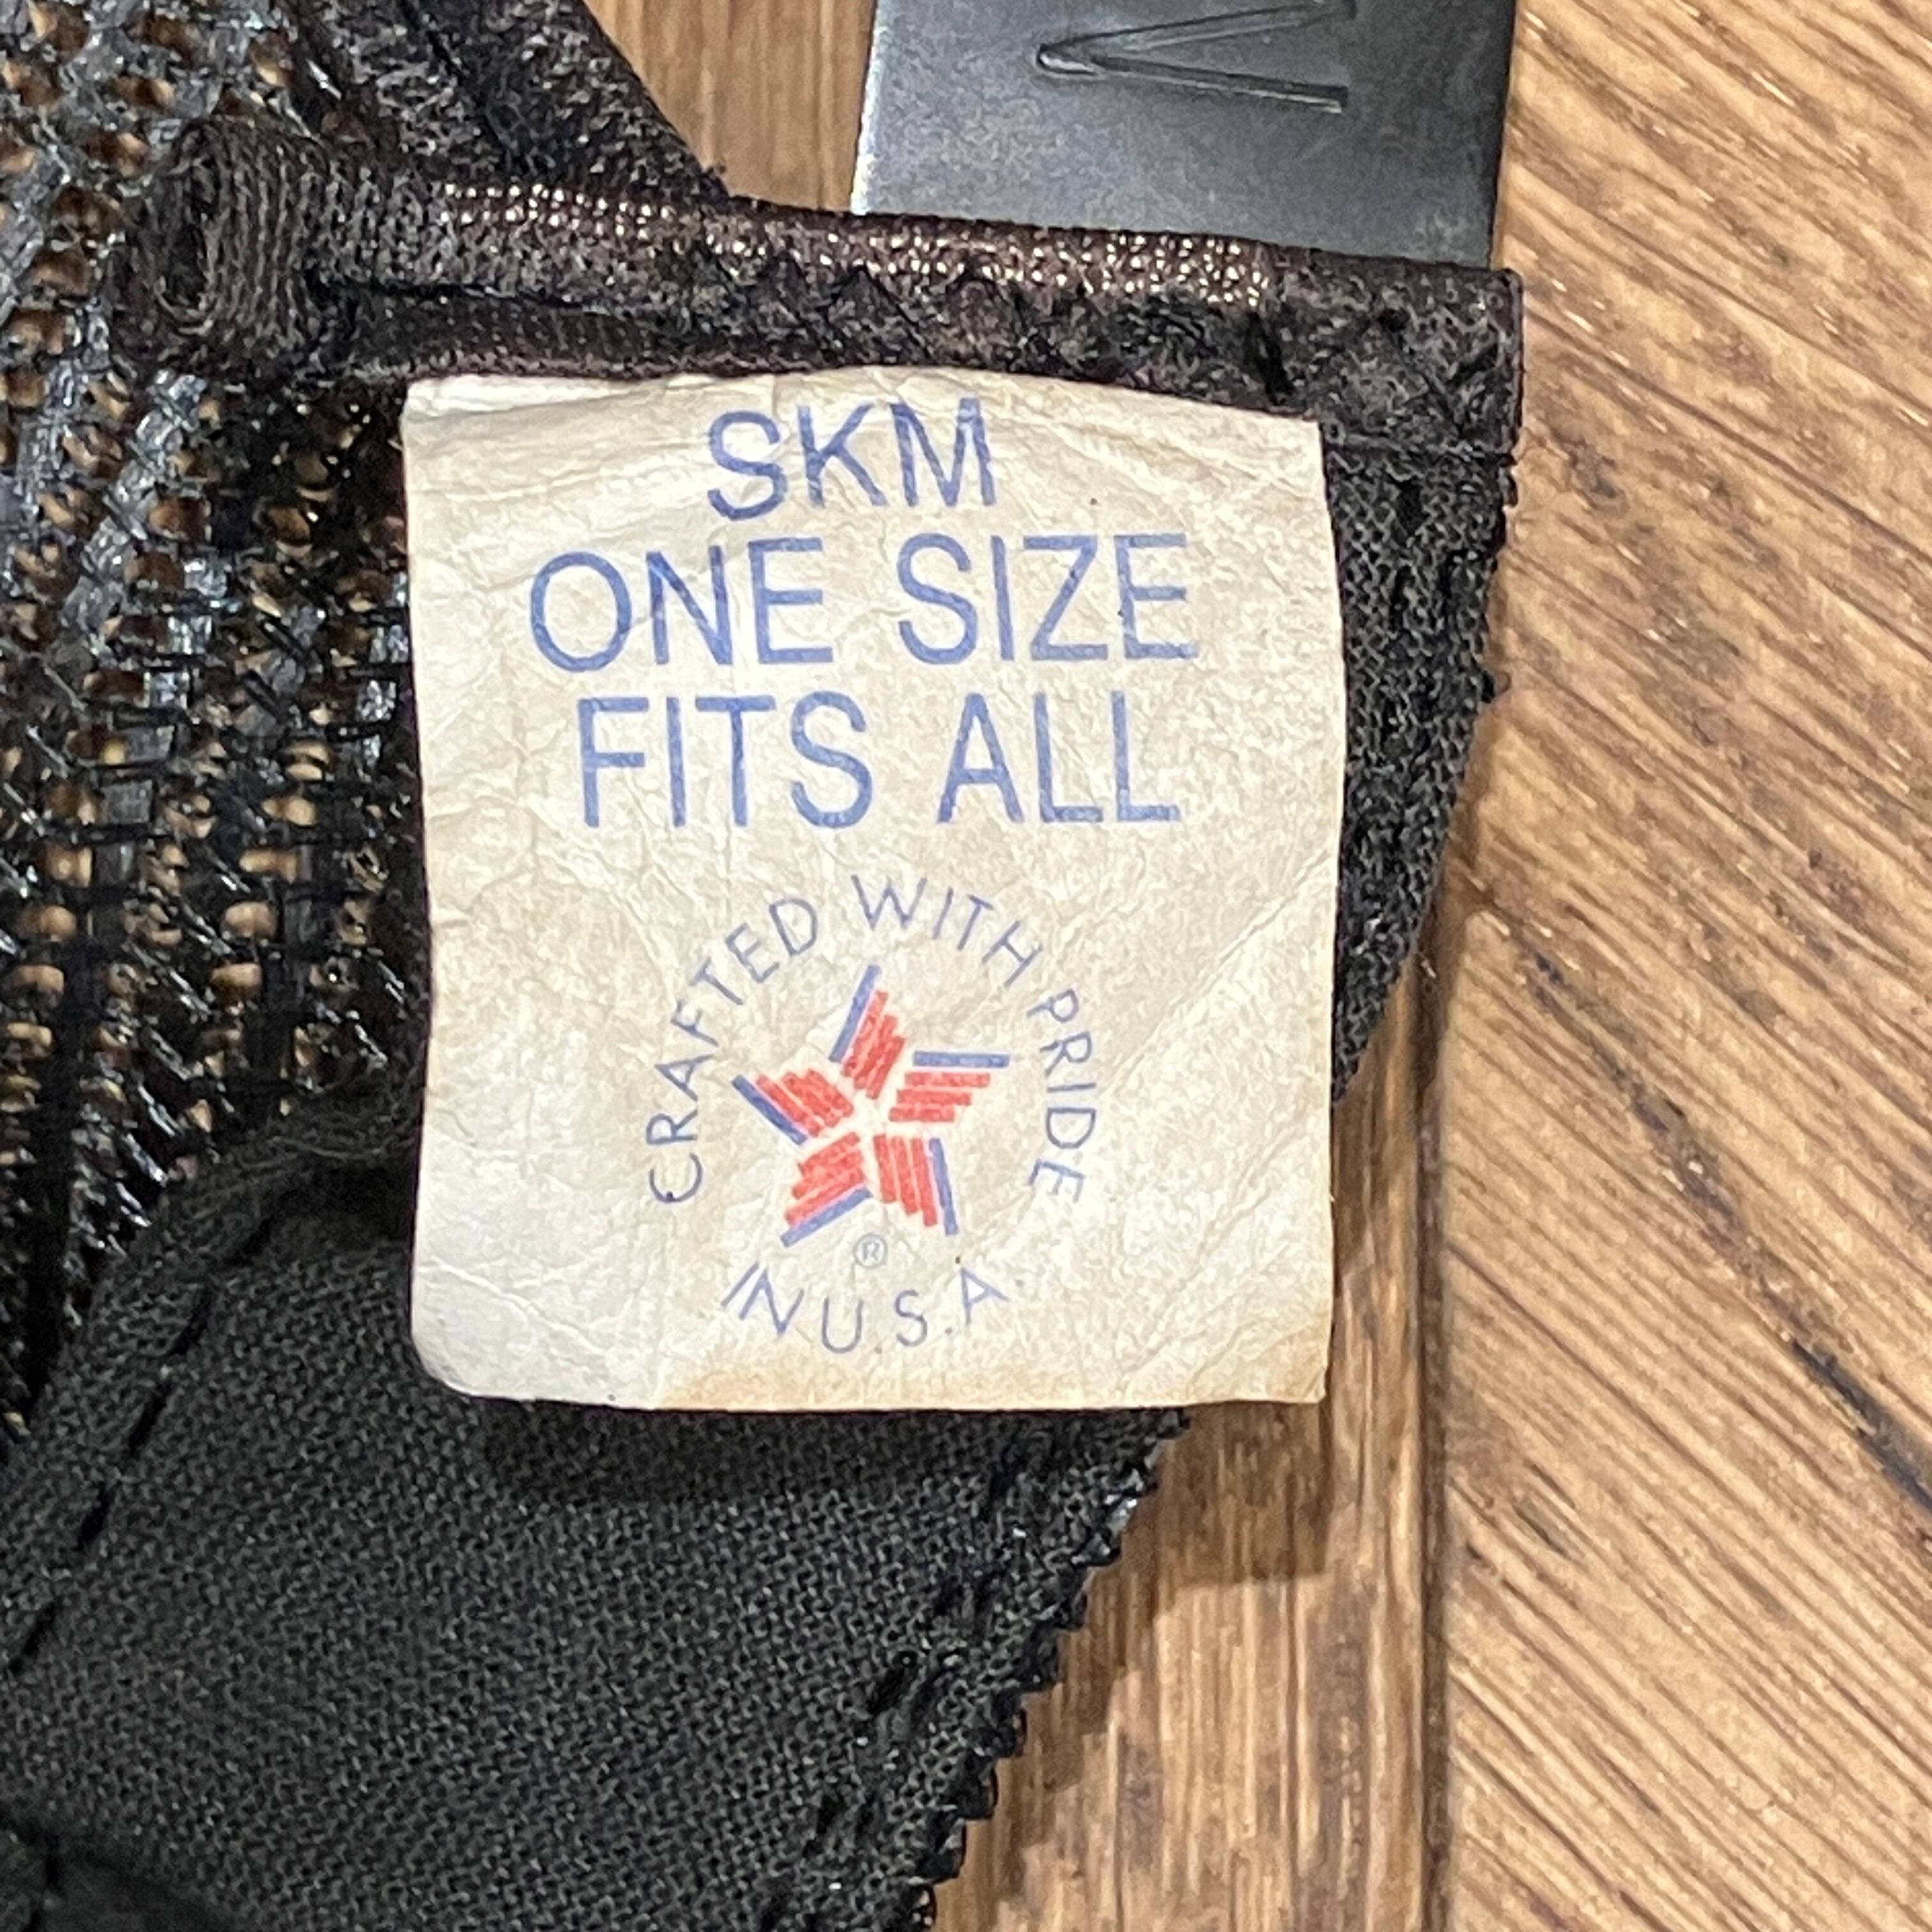 SKM
ONE SIZE
FITS ALL
CRAFTED WITH PRIDE
®
IN U.S.A